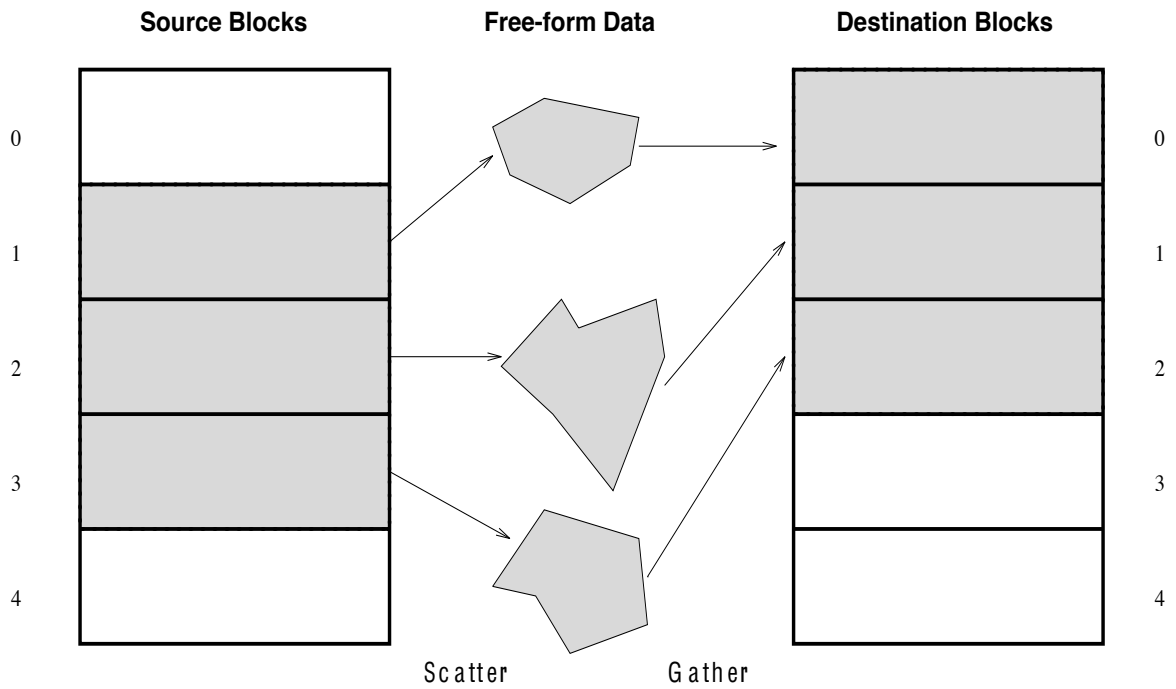 Source Blocks Free-form Data Destination Blocks
0 0
1 1
2 2
3 3
4 4
Scatter Gather